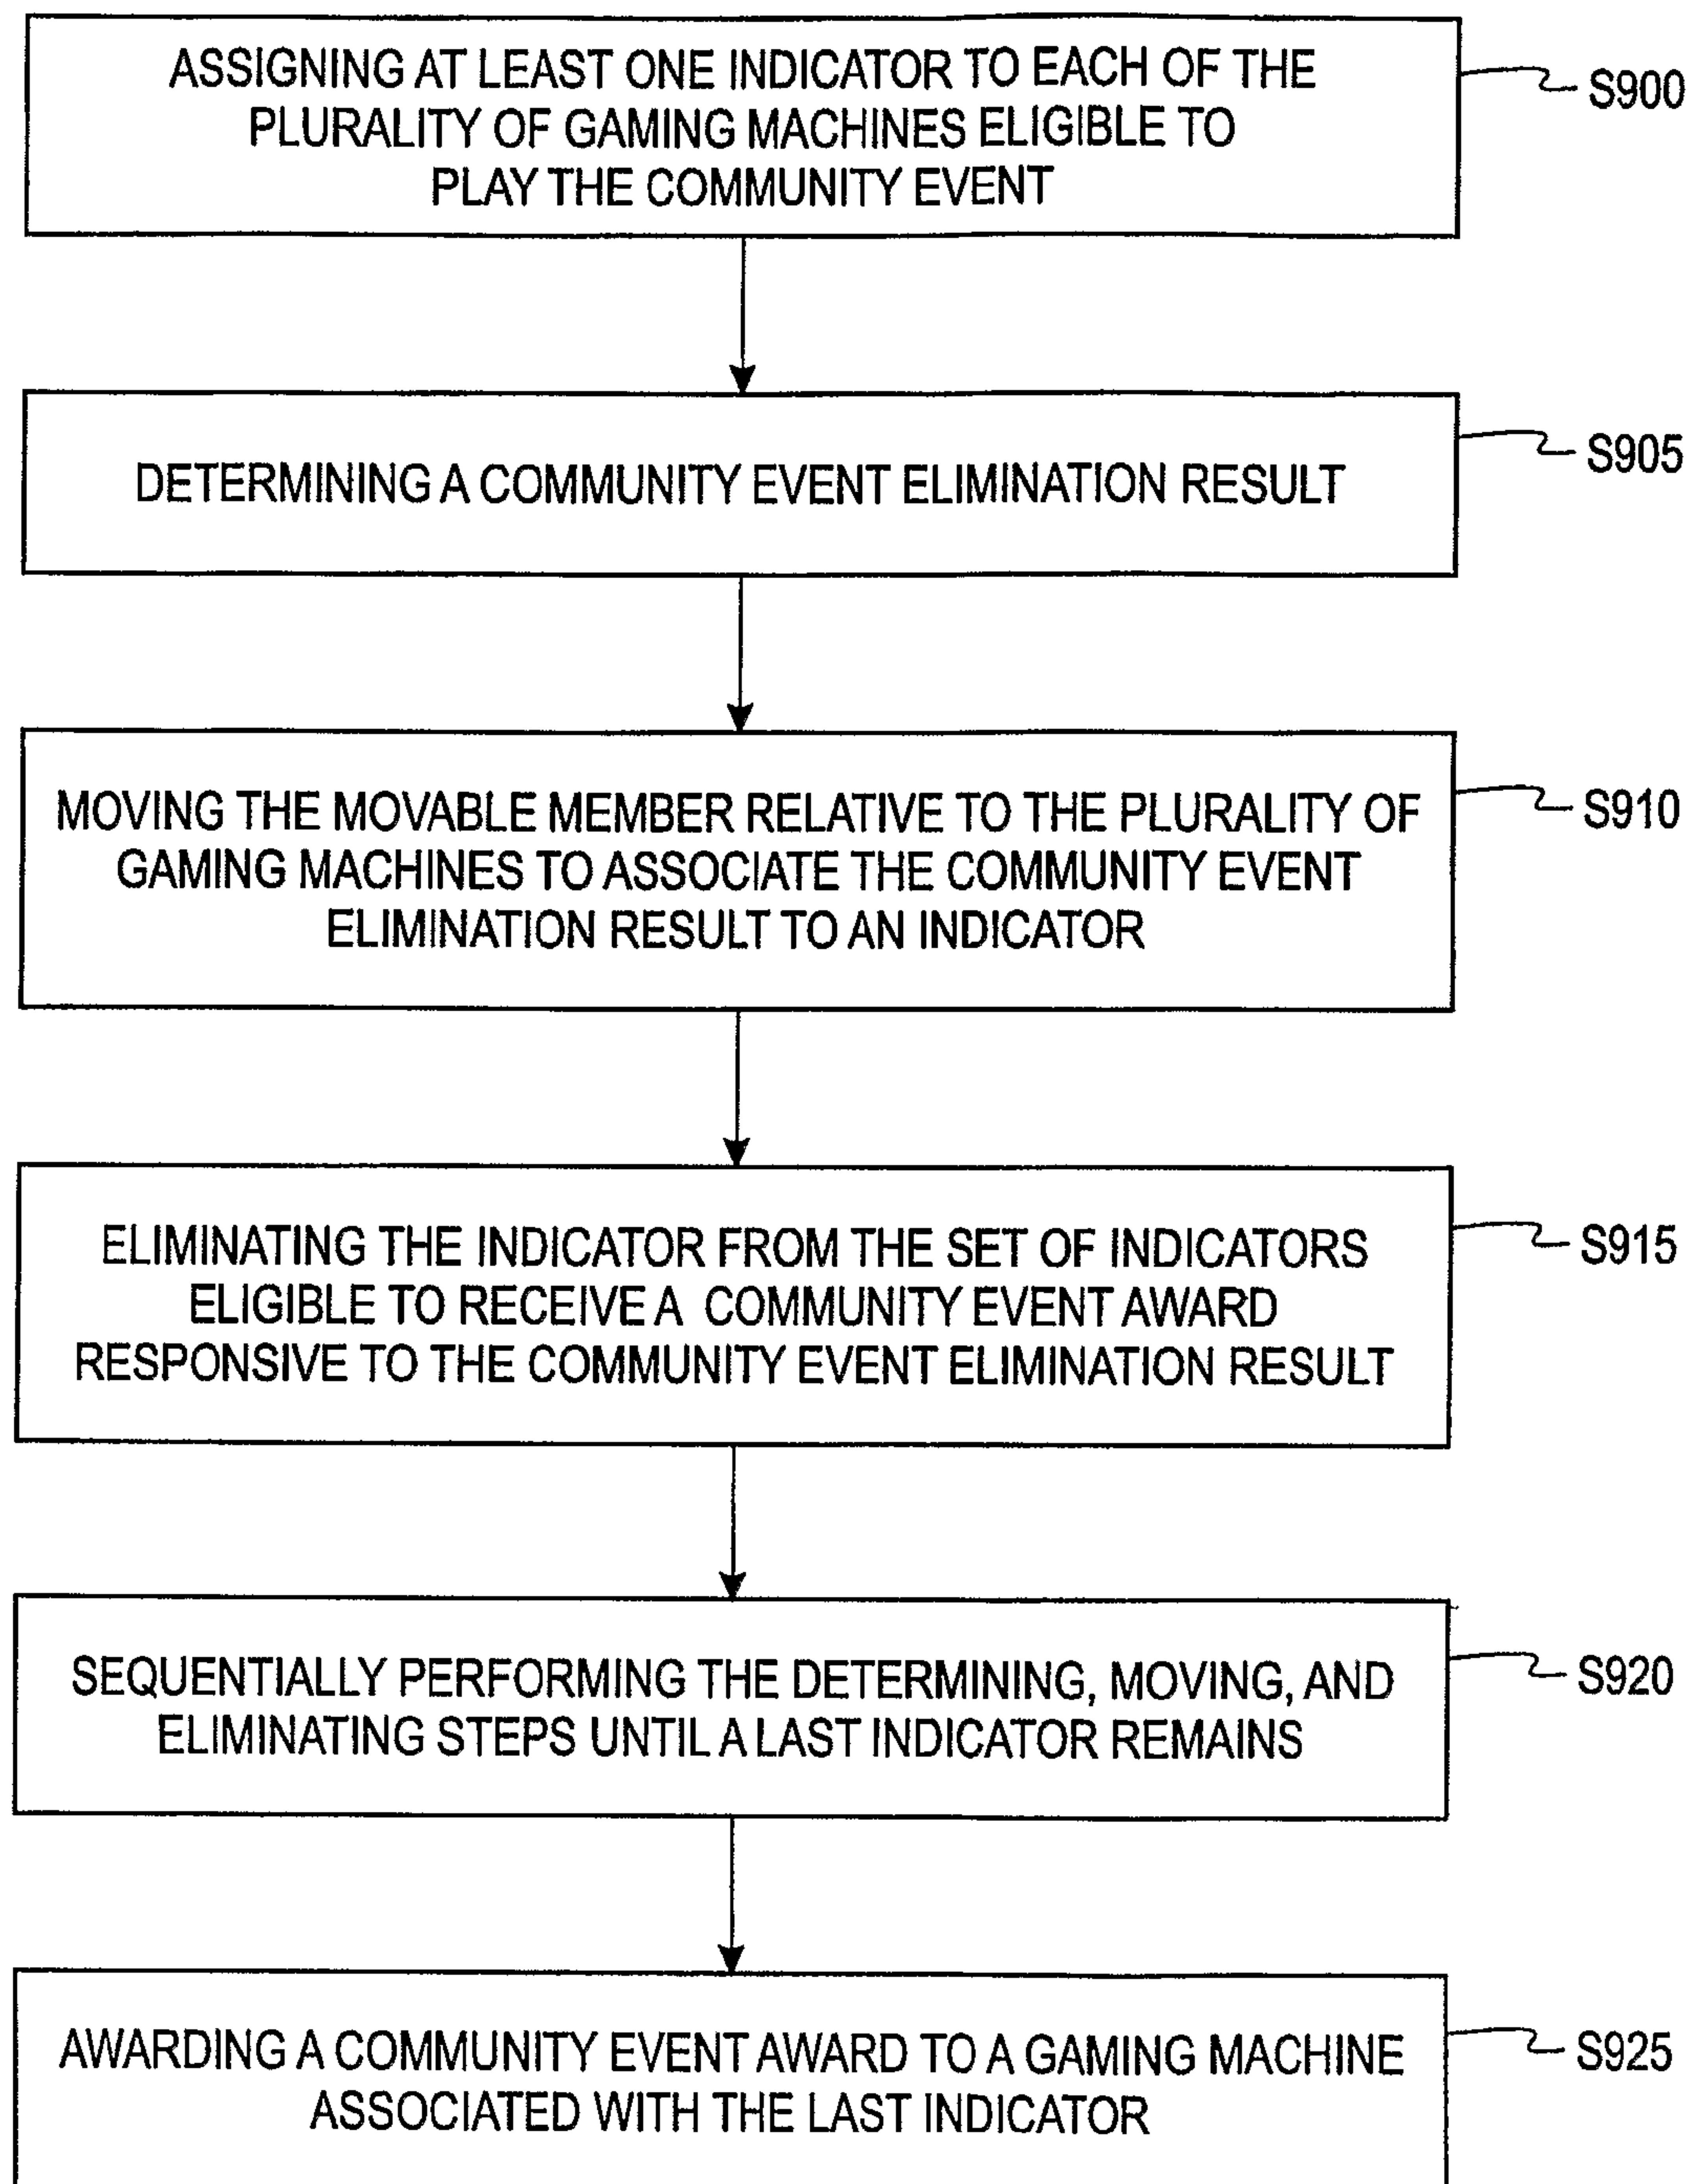 ASSIGNING AT LEAST ONE INDICATOR TO EACH OF THE
PLURALITY OF GAMING MACHINES ELIGIBLE TO
PLAY THE COMMUNITY EVENT
S900
DETERMINING A COMMUNITY EVENT ELIMINATION RESULT
S905
MOVING THE MOVABLE MEMBER RELATIVE TO THE PLURALITY OF
GAMING MACHINES TO ASSOCIATE THE COMMUNITY EVENT
ELIMINATION RESULT TO AN INDICATOR
S910
ELIMINATING THE INDICATOR FROM THE SET OF INDICATORS
ELIGIBLE TO RECEIVE A COMMUNITY EVENT AWARD
RESPONSIVE TO THE COMMUNITY EVENT ELIMINATION RESULT
S915
SEQUENTIALLY PERFORMING THE DETERMINING, MOVING, AND
ELIMINATING STEPS UNTIL A LAST INDICATOR REMAINS
S920
AWARDING A COMMUNITY EVENT AWARD TO A GAMING MACHINE
ASSOCIATED WITH THE LAST INDICATOR
S925